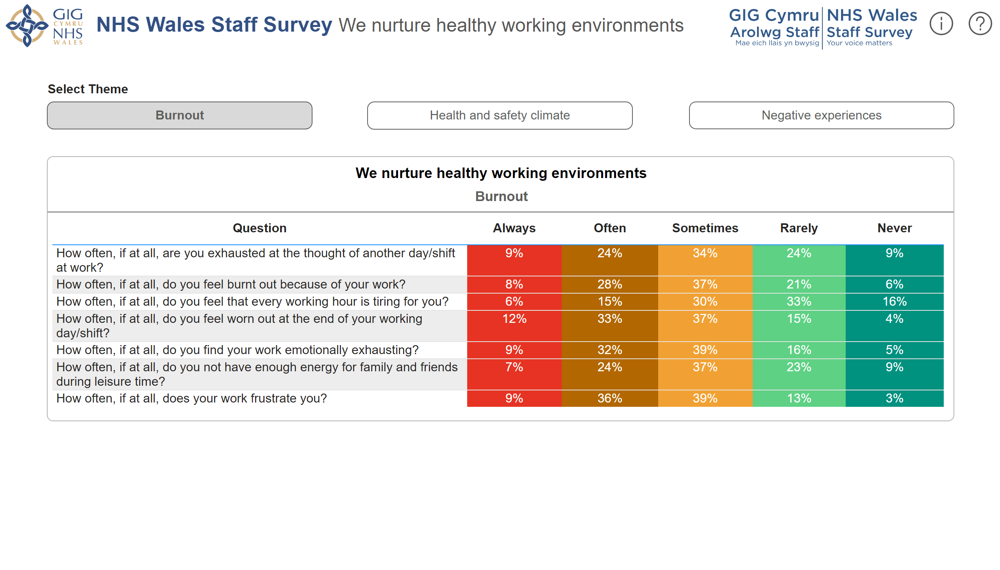 GIG
CYMRU
NHS
WALES
NHS Wales Staff Survey We nurture healthy working environments
GIG Cymru NHS Wales
Arolwg Staff Staff Survey
Mae eich llais yn bwysig Your voice matters
i ?
Select Theme
Burnout Health and safety climate Negative experiences
We nurture healthy working environments
Burnout
Question Always Often Sometimes Rarely Never
How often, if at all, are you exhausted at the thought of another day/shift 9% 24% 34% 24% 9%
at work?
How often, if at all, do you feel burnt out because of your work? 8% 28% 37% 21% 6%
How often, if at all, do you feel that every working hour is tiring for you? 6% 15% 30% 33% 16%
How often, if at all, do you feel worn out at the end of your working 12% 33% 37% 15% 4%
day/shift?
How often, if at all, do you find your work emotionally exhausting? 9% 32% 39% 16% 5%
How often, if at all, do you not have enough energy for family and friends 7% 24% 37% 23% 9%
during leisure time?
How often, if at all, does your work frustrate you? 9% 36% 39% 13% 3%